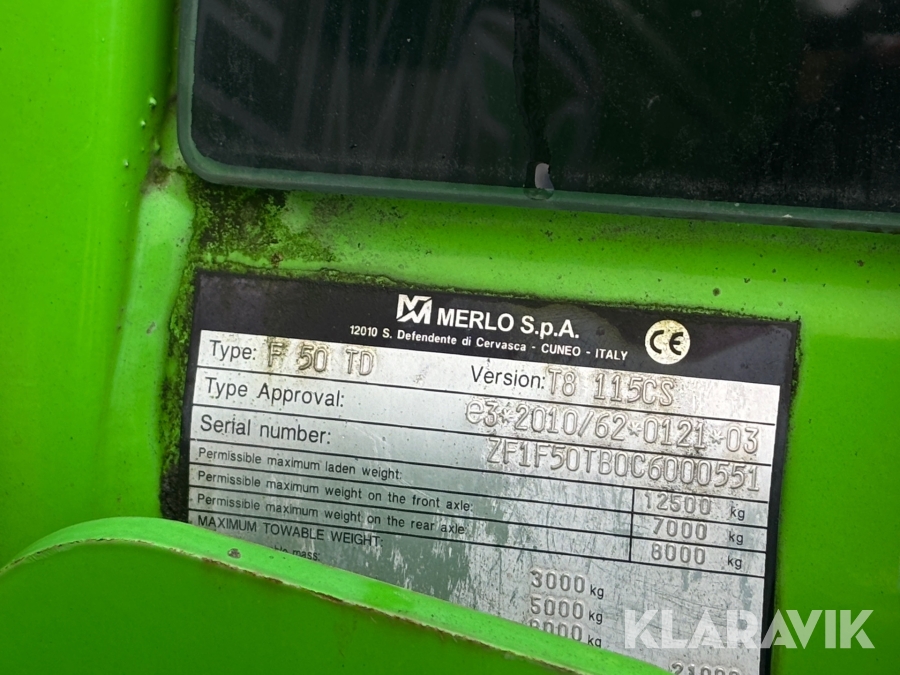 MERLO S.p.A.
12010 S. Defendente di Cervasca - CUNEO - ITALY
CE
Type: F 50 TD Version: T8 115CS
Type Approval: e3*2010/62*0121*03
Serial number: ZF1F50TB0C6000551
Permissible maximum laden weight: 12500 kg
Permissible maximum weight on the front axle: 7000 kg
Permissible maximum weight on the rear axle: 8000 kg
MAXIMUM TOWABLE WEIGHT:
mass: 3000 kg
5000 kg
kg
KLARAVIK